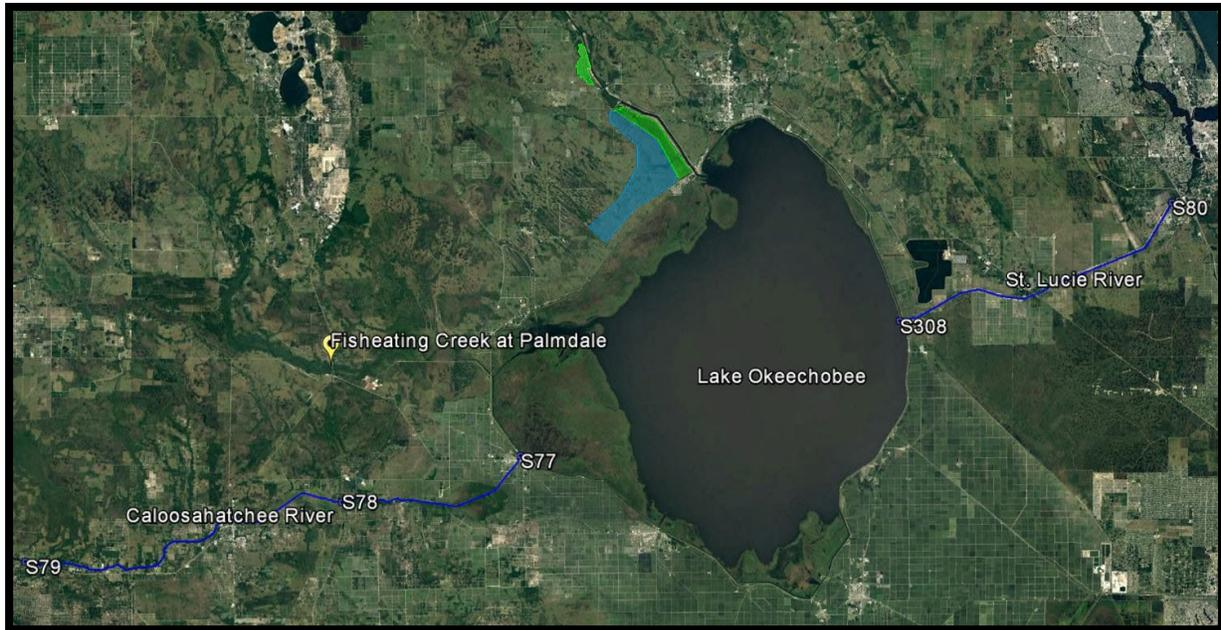 S80
St. Lucie River
S308
Fisheating Creek at Palmdale
Lake Okeechobee
S77
S78
Caloosahatchee River
S79